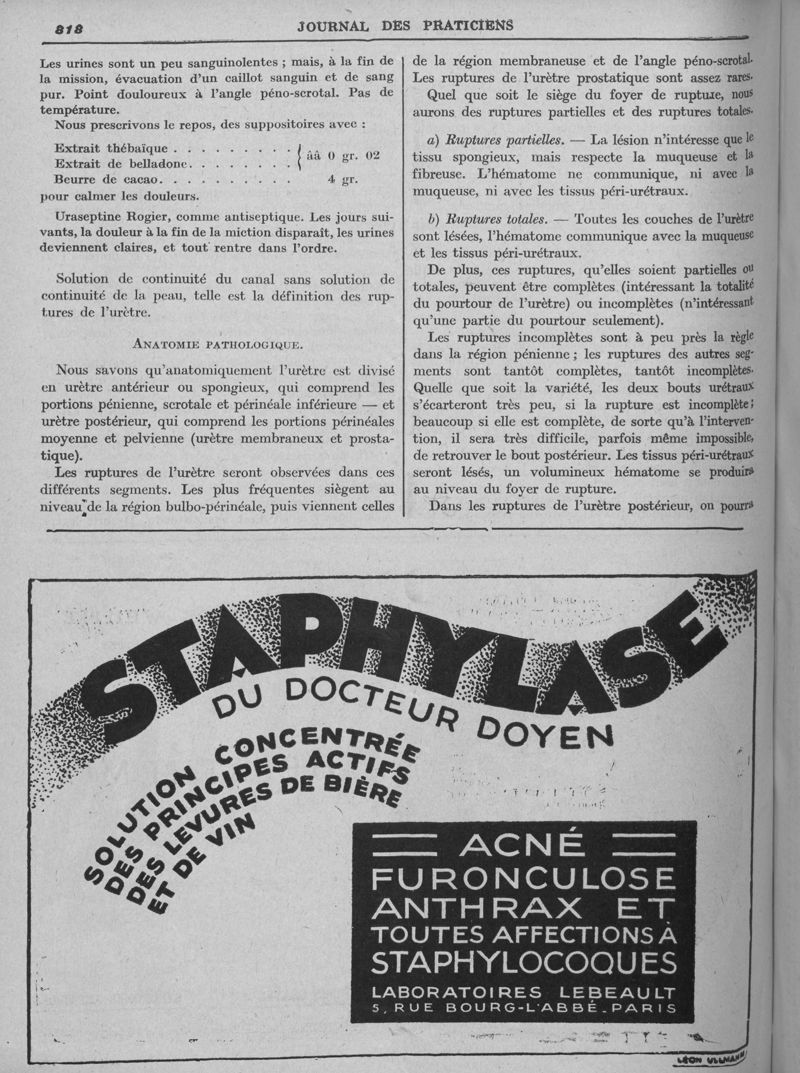 818
JOURNAL DES PRATICIENS
Les urines sont un peu sanguinolentes ; mais, à la fin de
la mission, évacuation d'un caillot sanguin et de sang
pur. Point douloureux à l'angle péno-scrotal. Pas de
température.
Nous prescrivons le repos, des suppositoires avec :
Extrait thébaïque . . . . . . . . .
Extrait de belladone . . . . . . . .
āā 0 gr. 02
Beurre de cacao . . . . . . . . . . 4 gr.
pour calmer les douleurs.
Uraseptine Rogier, comme antiseptique. Les jours sui-
vants, la douleur à la fin de la miction disparaît, les urines
deviennent claires, et tout rentre dans l'ordre.
Solution de continuité du canal sans solution de
continuité de la peau, telle est la définition des rup-
tures de l'urètre.
ANATOMIE PATHOLOGIQUE.
Nous savons qu'anatomiquement l'urètre est divisé
en urètre antérieur ou spongieux, qui comprend les
portions pénienne, scrotale et périnéale inférieure — et
urètre postérieur, qui comprend les portions périnéales
moyenne et pelvienne (urètre membraneux et prosta-
tique).
Les ruptures de l'urètre seront observées dans ces
différents segments. Les plus fréquentes siègent au
niveau de la région bulbo-périnéale, puis viennent celles
de la région membraneuse et de l'angle péno-scrotal.
Les ruptures de l'urètre prostatique sont assez rares.
Quel que soit le siège du foyer de rupture, nous
aurons des ruptures partielles et des ruptures totales.
a) Ruptures partielles. — La lésion n'intéresse que le
tissu spongieux, mais respecte la muqueuse et la
fibreuse. L'hématome ne communique, ni avec la
muqueuse, ni avec les tissus péri-urétraux.
b) Ruptures totales. — Toutes les couches de l'urètre
sont lésées, l'hématome communique avec la muqueuse
et les tissus péri-urétraux.
De plus, ces ruptures, qu'elles soient partielles ou
totales, peuvent être complètes (intéressant la totalité
du pourtour de l'urètre) ou incomplètes (n'intéressant
qu'une partie du pourtour seulement).
Les ruptures incomplètes sont à peu près la règle
dans la région pénienne ; les ruptures des autres seg-
ments sont tantôt complètes, tantôt incomplètes.
Quelle que soit la variété, les deux bouts urétraux
s'écarteront très peu, si la rupture est incomplète ;
beaucoup si elle est complète, de sorte qu'à l'interven-
tion, il sera très difficile, parfois même impossible,
de retrouver le bout postérieur. Les tissus péri-urétraux
seront lésés, un volumineux hématome se produira
au niveau du foyer de rupture.
Dans les ruptures de l'urètre postérieur, on pourra
STAPHYLASE
DU DOCTEUR DOYEN
SOLUTION CONCENTRÉE
DES PRINCIPES ACTIFS
DES LEVURES DE BIÈRE
ET DE VIN
ACNÉ
FURONCULOSE
ANTHRAX ET
TOUTES AFFECTIONS À
STAPHYLOCOQUES
LABORATOIRES LEBEAULT
5, RUE BOURG-L'ABBÉ. PARIS
LÉON ULLMANN